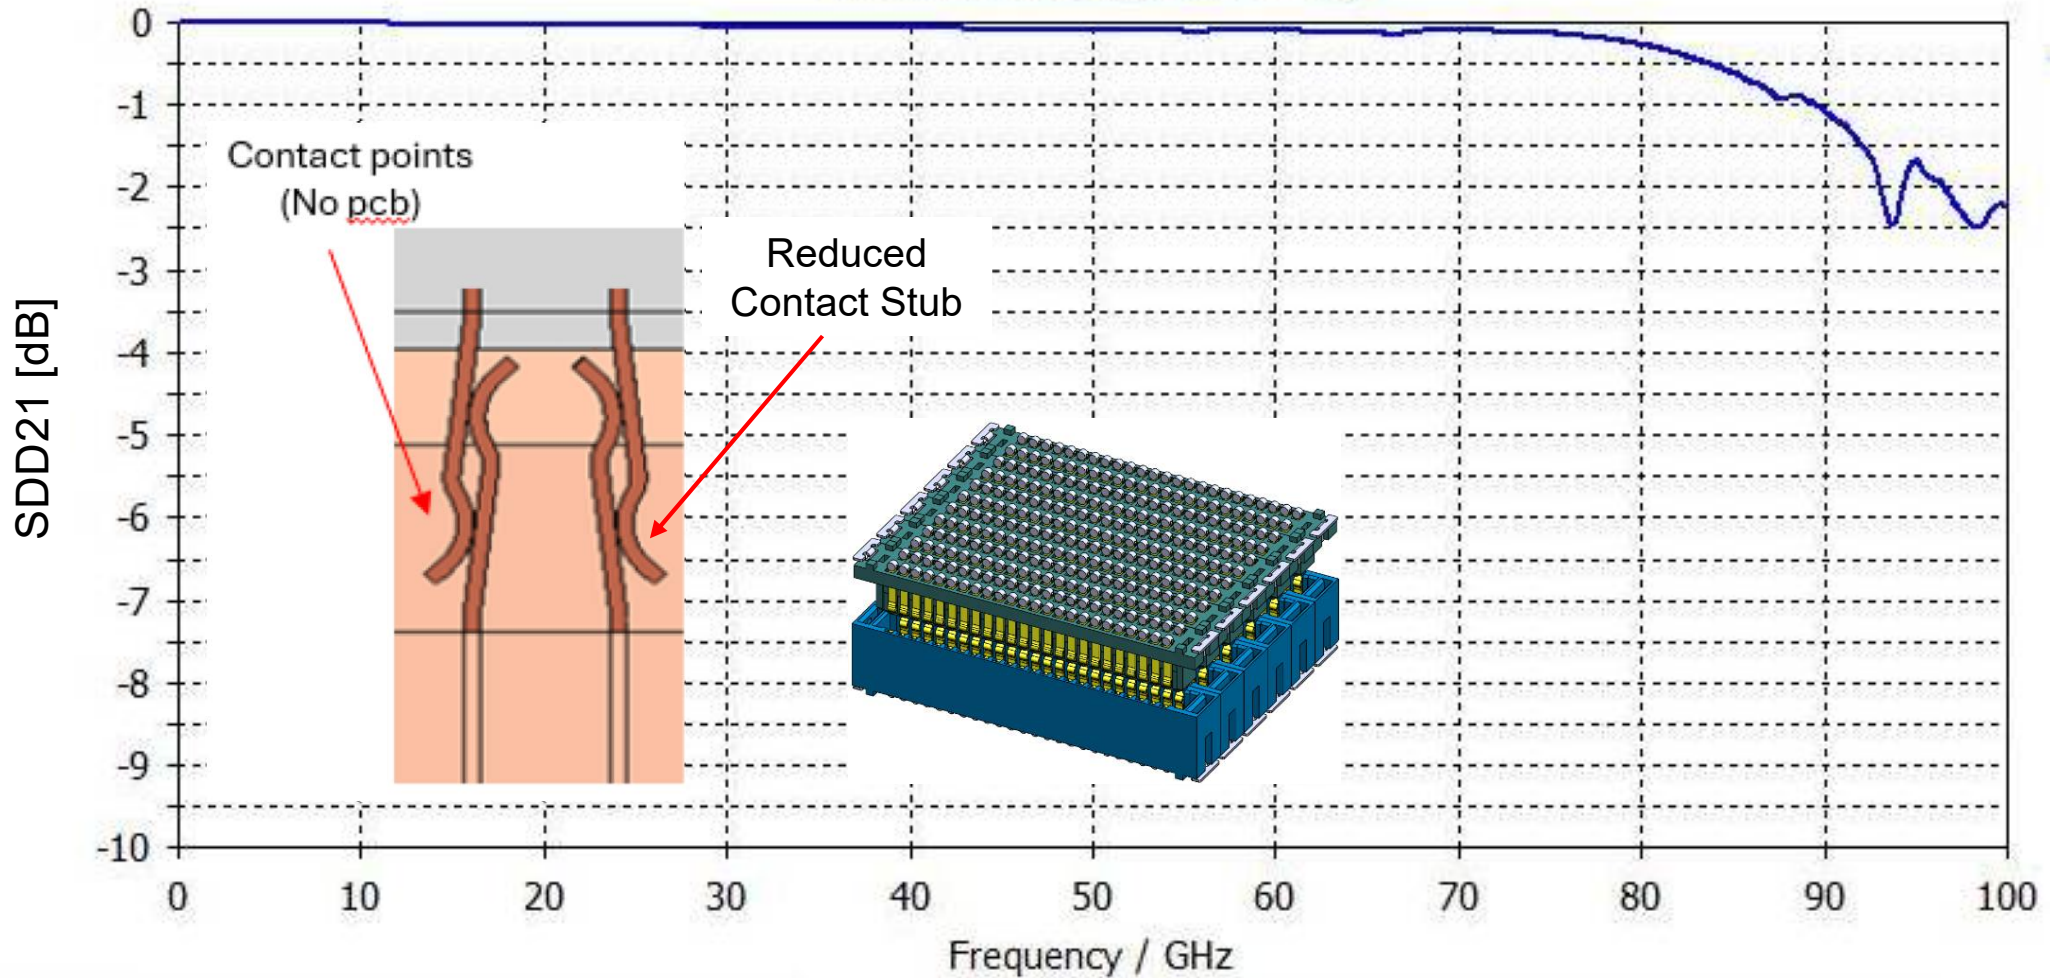 0
-1
-2
-3
-4
-5
-6
-7
-8
-9
-10
SDD21 [dB]
Contact points
(No pcb)
Reduced
Contact Stub
0 10 20 30 40 50 60 70 80 90 100
Frequency / GHz